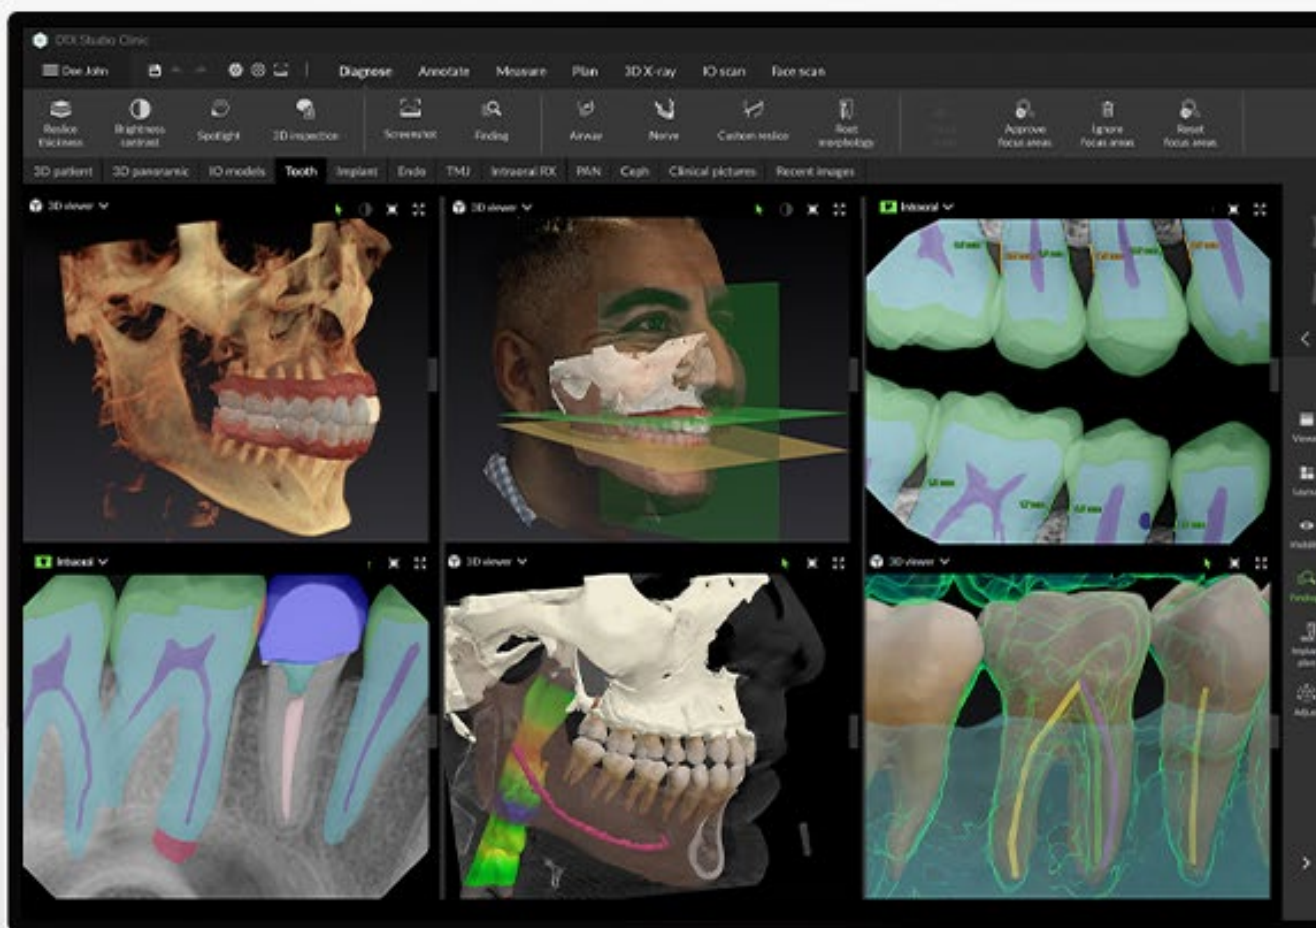 DTX Studio Clinic
Doe John
Diagnose Annotate Measure Plan 3D X-ray IO scan Face scan
Reslice thickness
Brightness contrast
Spotlight
3D inspection
Screenshot
Finding
Airway
Nerve
Custom reslice
Root morphology
Approve focus areas
Ignore focus areas
Reset focus areas
3D patient 3D panoramic IO models Tooth Implant Endo TMJ Intraoral RX PAN Ceph Clinical pictures Recent images
3D viewer
3D viewer
Intraoral
Intraoral
3D viewer
3D viewer